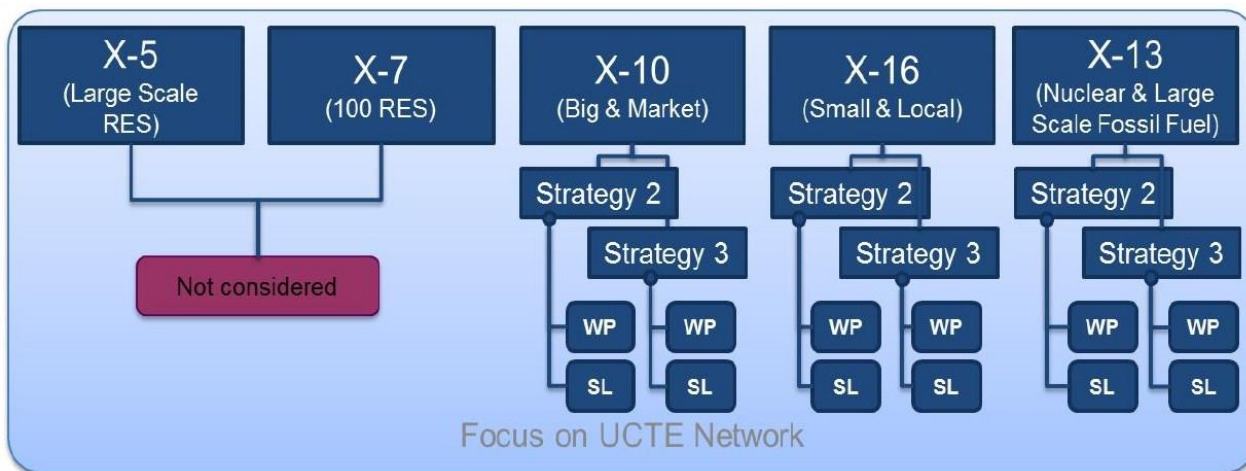 X-5
(Large Scale
RES)
X-7
(100 RES)
X-10
(Big & Market)
X-16
(Small & Local)
X-13
(Nuclear & Large
Scale Fossil Fuel)
Strategy 2
Strategy 2
Strategy 2
Strategy 3
Strategy 3
Strategy 3
Not considered
WP
WP
WP
WP
WP
WP
SL
SL
SL
SL
SL
SL
Focus on UCTE Network